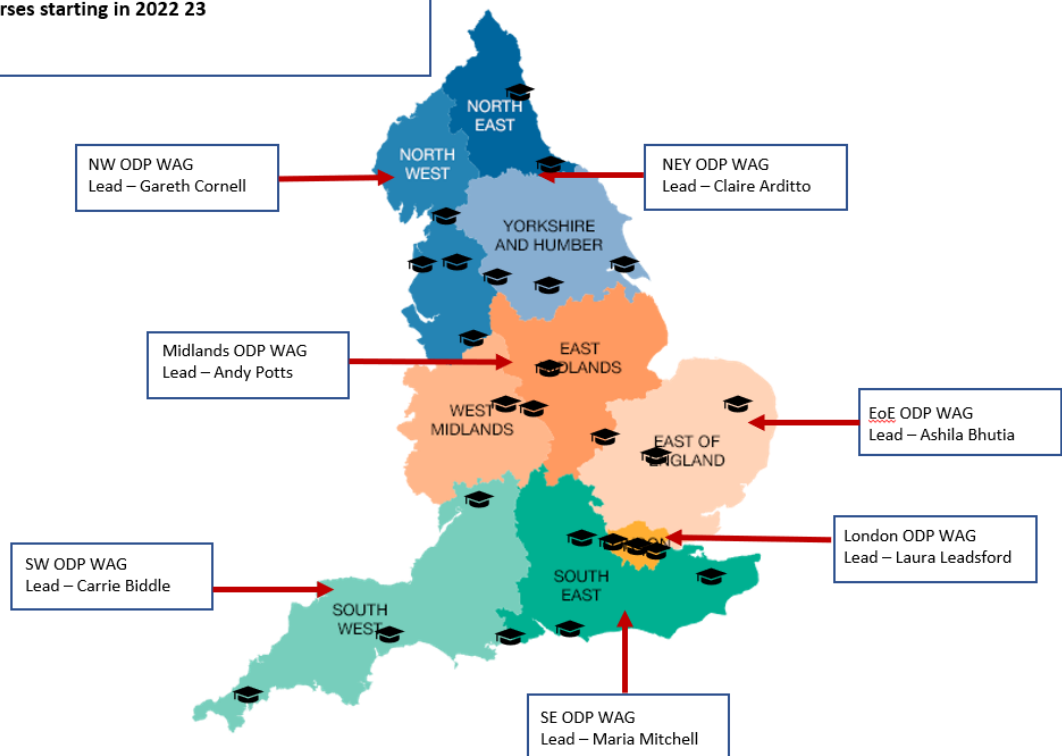 rses starting in 2022 23
NORTH
EAST
NORTH
WEST
NW ODP WAG
Lead – Gareth Cornell
NEY ODP WAG
Lead – Claire Arditto
YORKSHIRE
AND HUMBER
Midlands ODP WAG
Lead – Andy Potts
EAST
MIDLANDS
WEST
MIDLANDS
EoE ODP WAG
Lead – Ashila Bhutia
EAST OF
ENGLAND
London ODP WAG
Lead – Laura Leadsford
LONDON
SW ODP WAG
Lead – Carrie Biddle
SOUTH
EAST
SOUTH
WEST
SE ODP WAG
Lead – Maria Mitchell